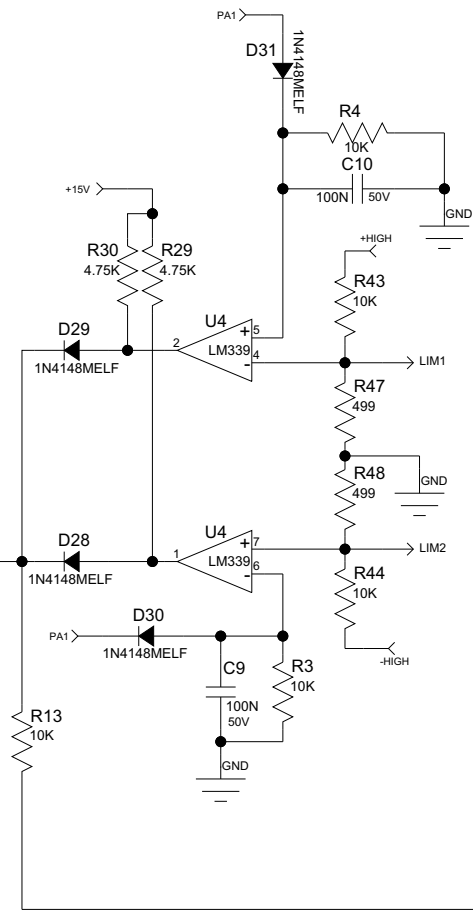 PA1
D31
1N4148MELF
R4
10K
C10
100N
50V
GND
+15V
+HIGH
R30
R29
4.75K
4.75K
R43
10K
D29
1N4148MELF
2
U4
LM339
+
5
-
4
LIM1
R47
499
GND
R48
499
D28
1N4148MELF
1
U4
LM339
+
7
-
6
LIM2
R44
10K
-HIGH
PA1
D30
1N4148MELF
C9
100N
50V
R3
10K
GND
R13
10K